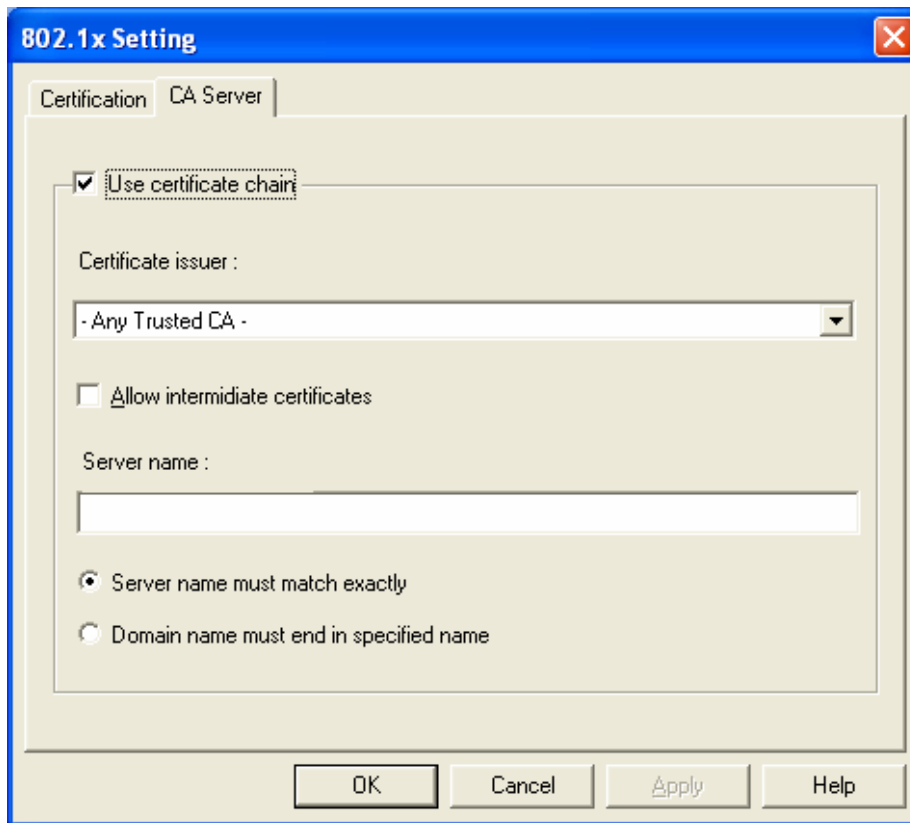 802.1x Setting
Certification CA Server
Use certificate chain
Certificate issuer :
- Any Trusted CA -
Allow intermidiate certificates
Server name :
Server name must match exactly
Domain name must end in specified name
OK Cancel Apply Help